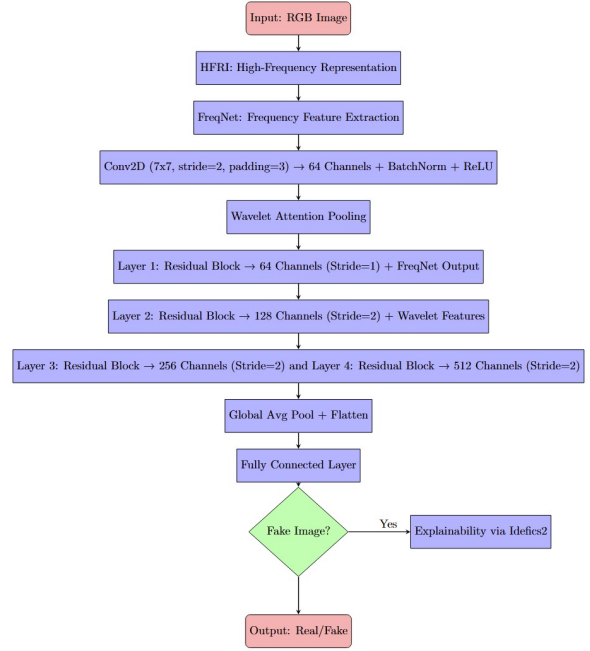 Input: RGB Image
HFRI: High-Frequency Representation
FreqNet: Frequency Feature Extraction
Conv2D (7x7, stride=2, padding=3) → 64 Channels + BatchNorm + ReLU
Wavelet Attention Pooling
Layer 1: Residual Block → 64 Channels (Stride=1) + FreqNet Output
Layer 2: Residual Block → 128 Channels (Stride=2) + Wavelet Features
Layer 3: Residual Block → 256 Channels (Stride=2) and Layer 4: Residual Block → 512 Channels (Stride=2)
Global Avg Pool + Flatten
Fully Connected Layer
Fake Image?
Yes
Explainability via Idefics2
Output: Real/Fake